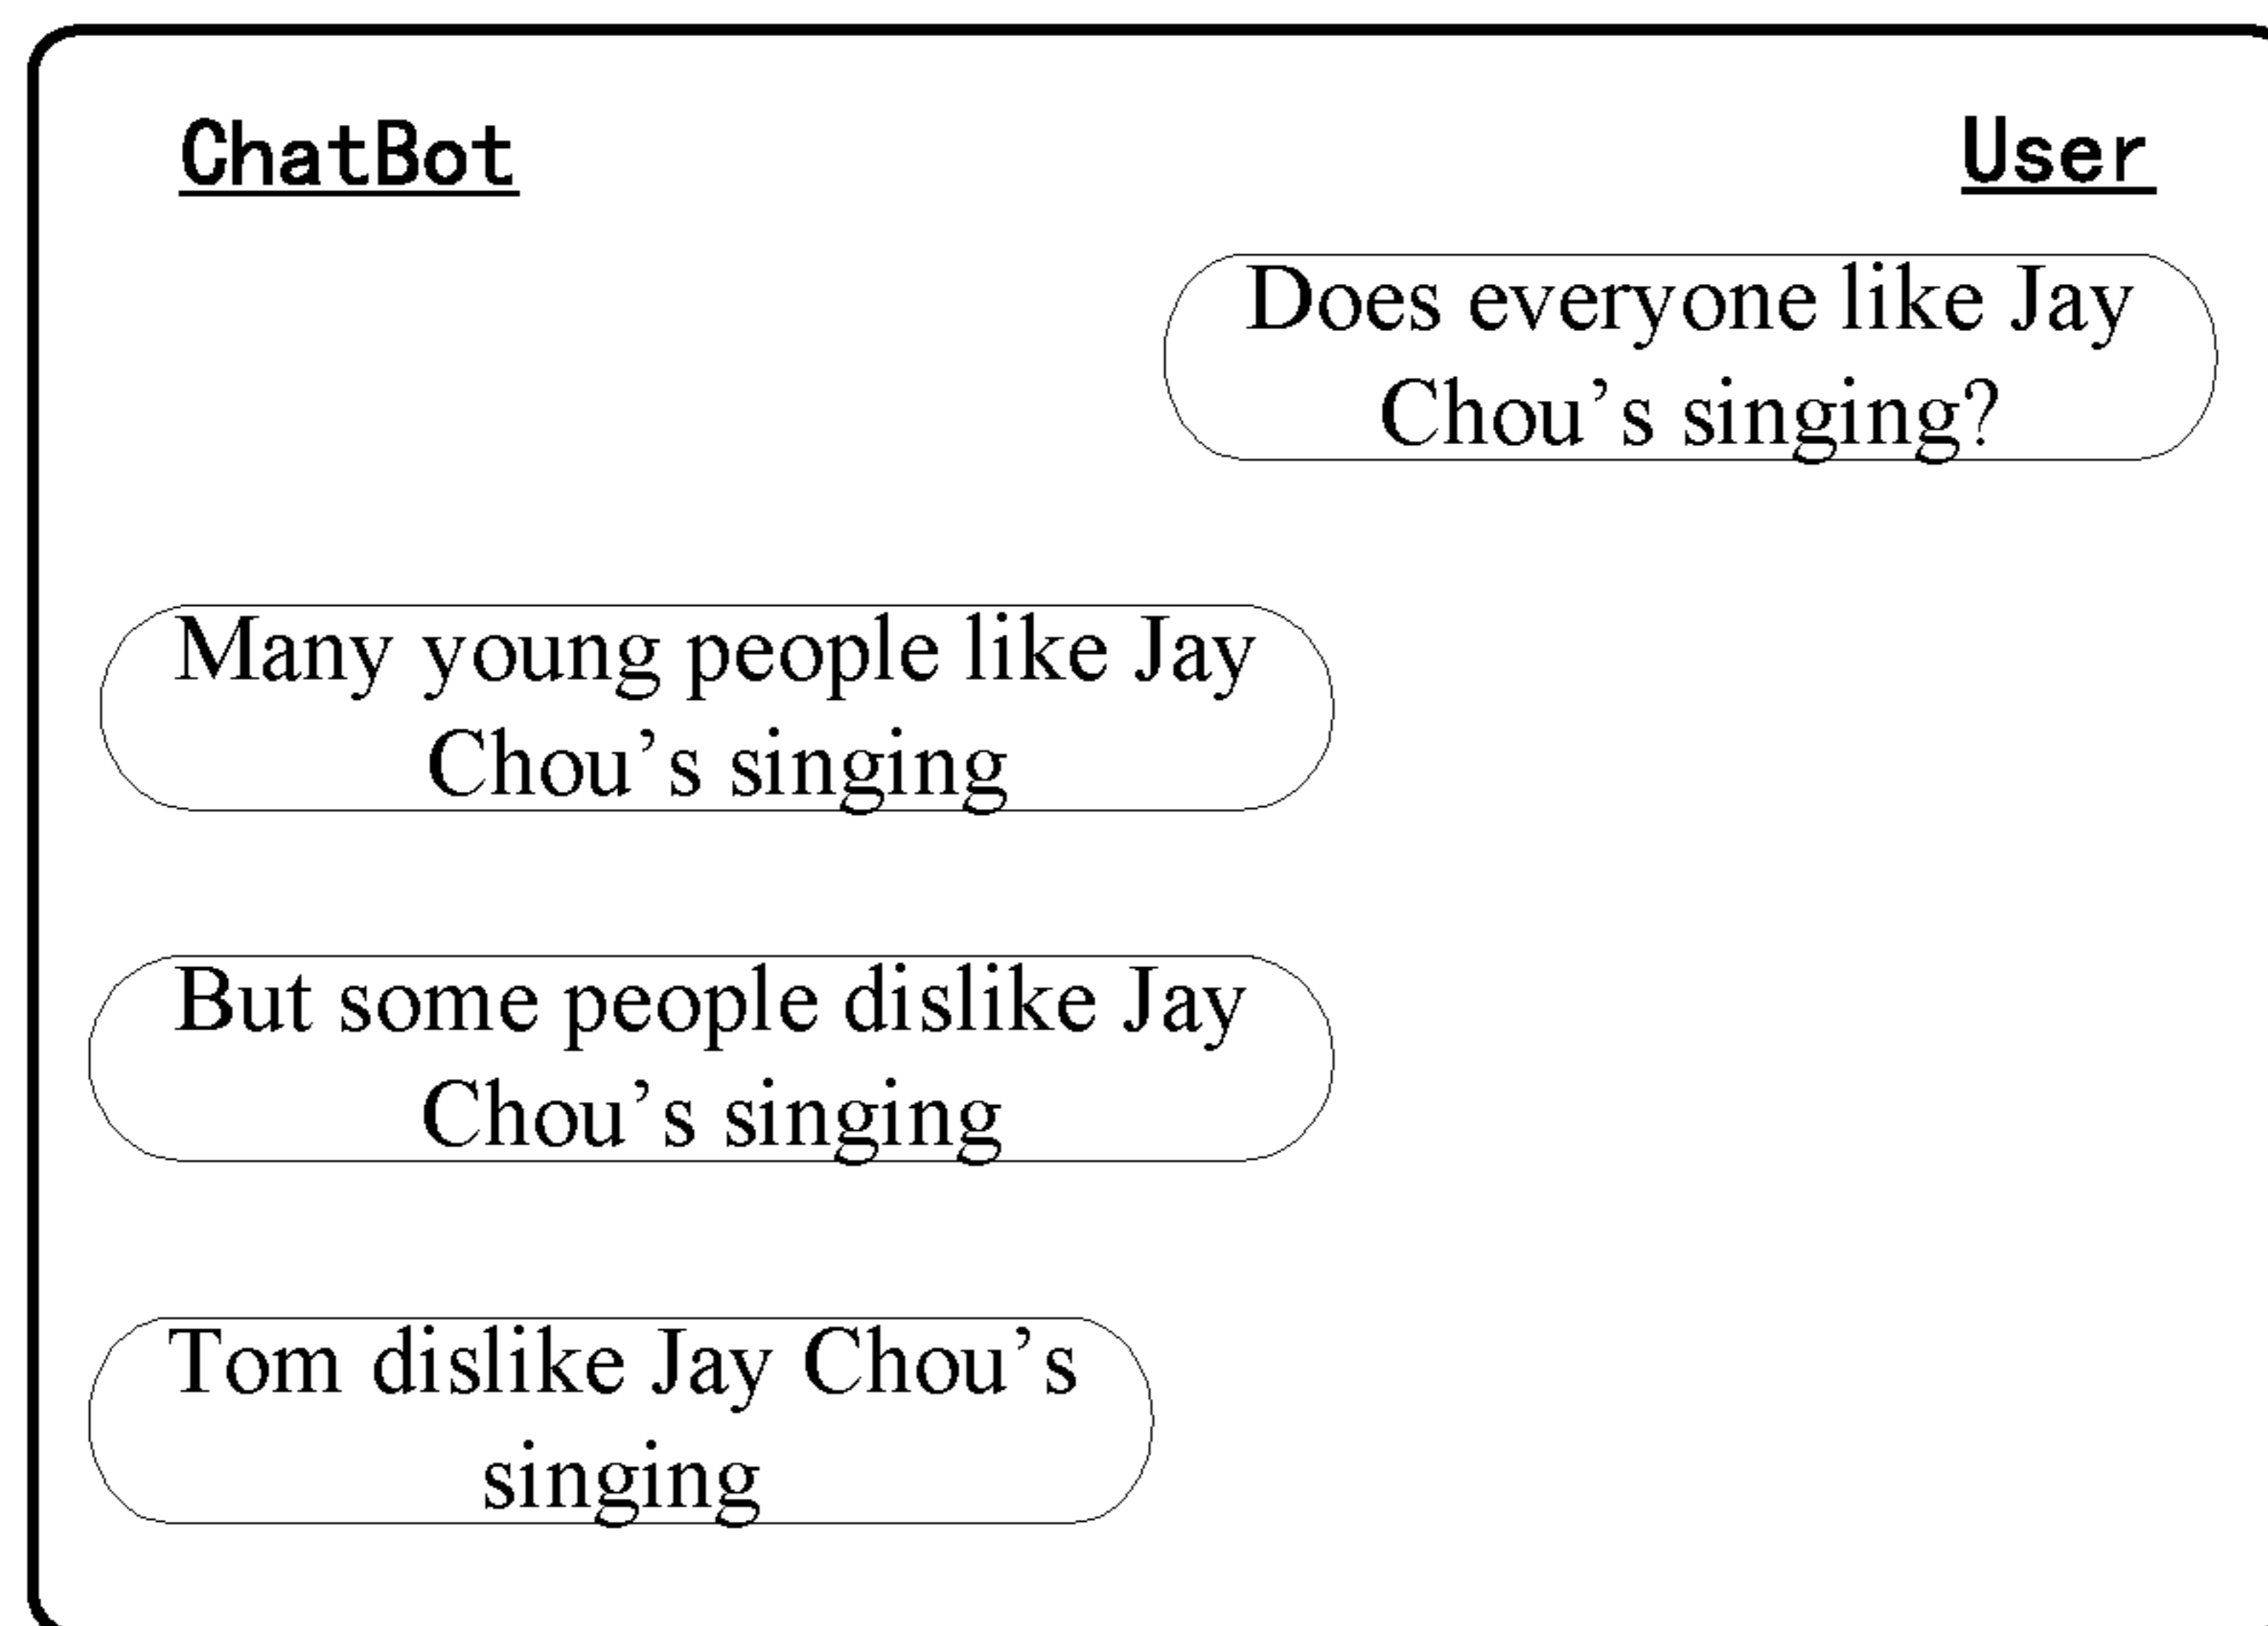 ChatBot
User
Does everyone like Jay
Chou’s singing?
Many young people like Jay
Chou’s singing
But some people dislike Jay
Chou’s singing
Tom dislike Jay Chou’s
singing